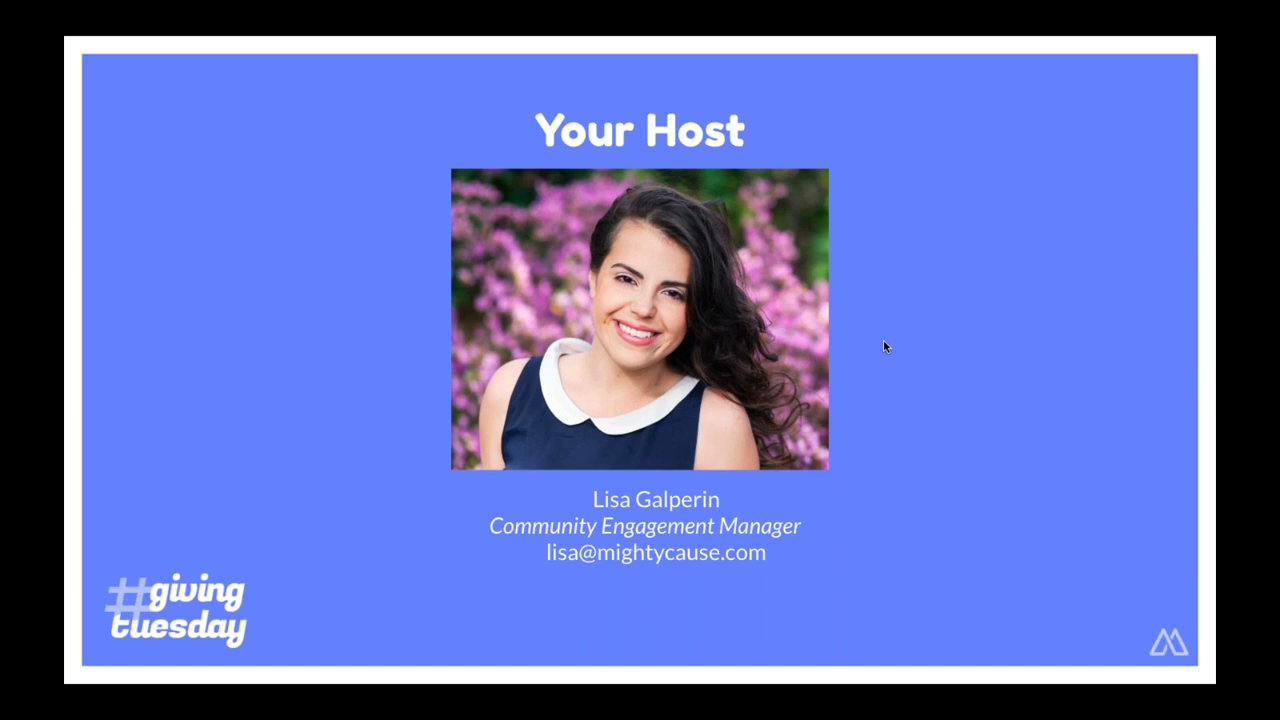 Your Host
Lisa Galperin
Community Engagement Manager
lisa@mightycause.com
#giving
tuesday